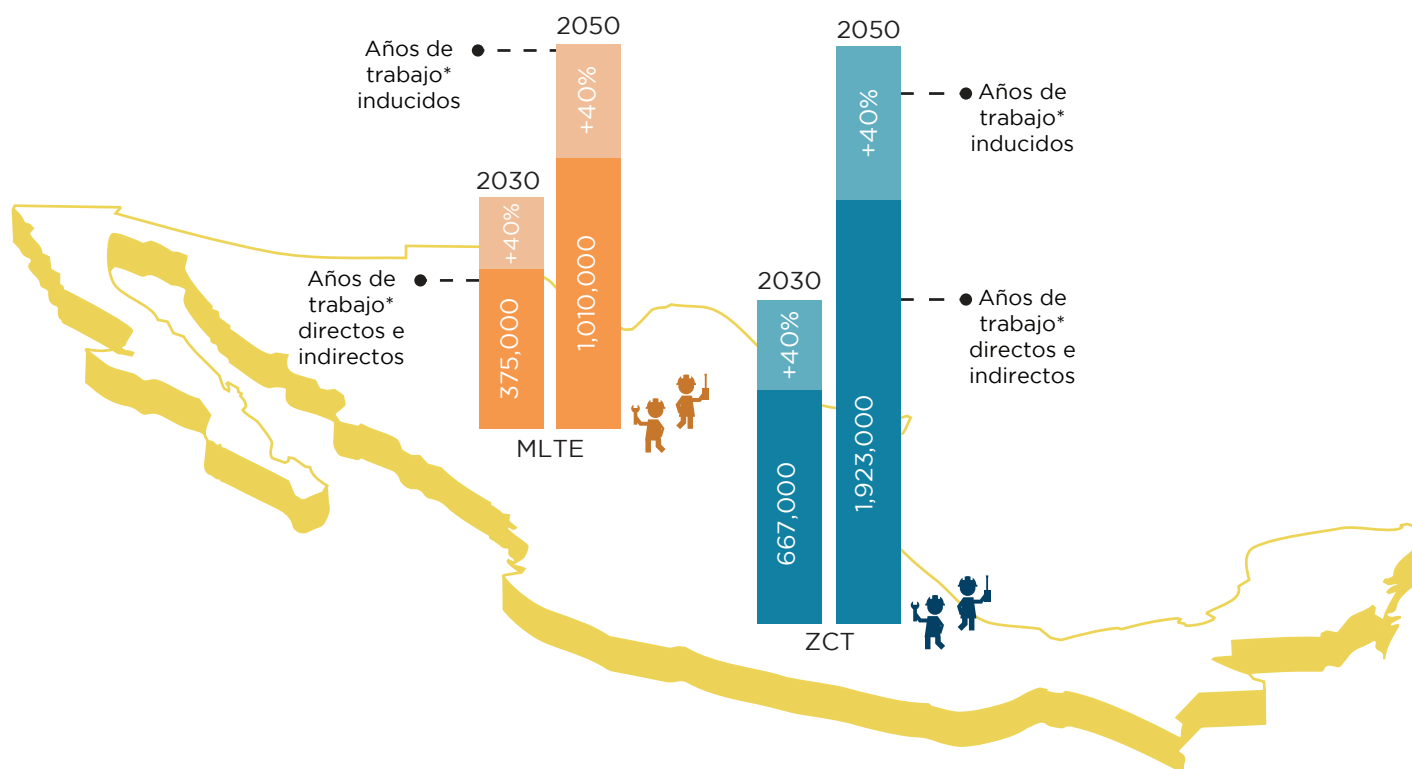 2050
Años de
trabajo*
inducidos
+40%
2030
+40%
Años de
trabajo*
directos e
indirectos
375,000
1,010,000
MLTE
2050
+40%
Años de
trabajo*
inducidos
2030
+40%
Años de
trabajo*
directos e
indirectos
667,000
1,923,000
ZCT